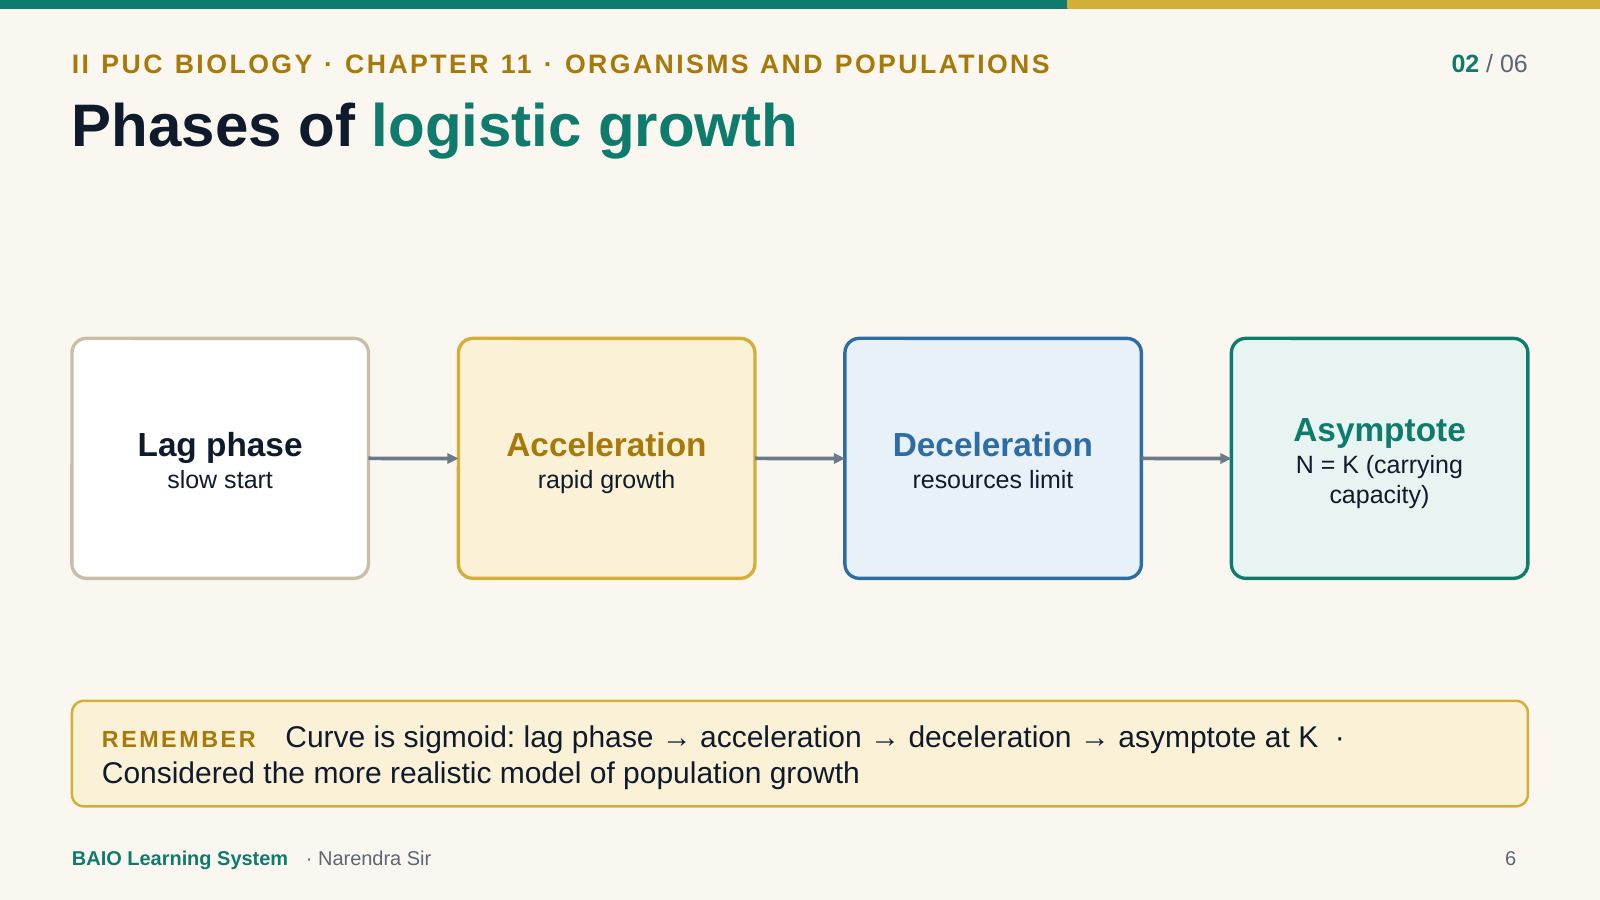 II PUC BIOLOGY · CHAPTER 11 · ORGANISMS AND POPULATIONS
02 / 06
Phases of logistic growth
Lag phase
slow start
Acceleration
rapid growth
Deceleration
resources limit
Asymptote
N = K (carrying
capacity)
REMEMBER Curve is sigmoid: lag phase → acceleration → deceleration → asymptote at K ·
Considered the more realistic model of population growth
BAIO Learning System · Narendra Sir
6